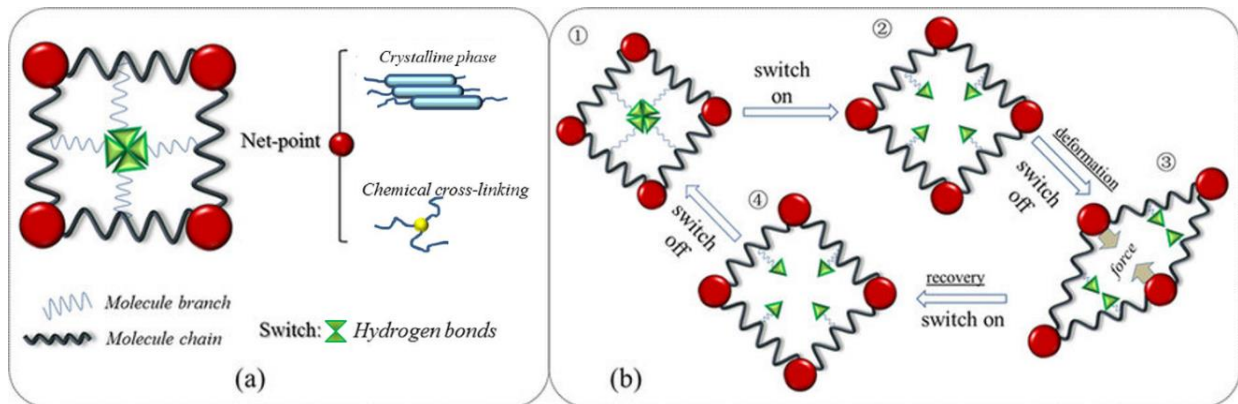 Crystalline phase
Net-point
Chemical cross-linking
Molecule branch
Molecule chain
Switch: Hydrogen bonds
(a)
①
switch
on
②
deformation
switch
off
③
force
recovery
switch on
④
switch
off
(b)